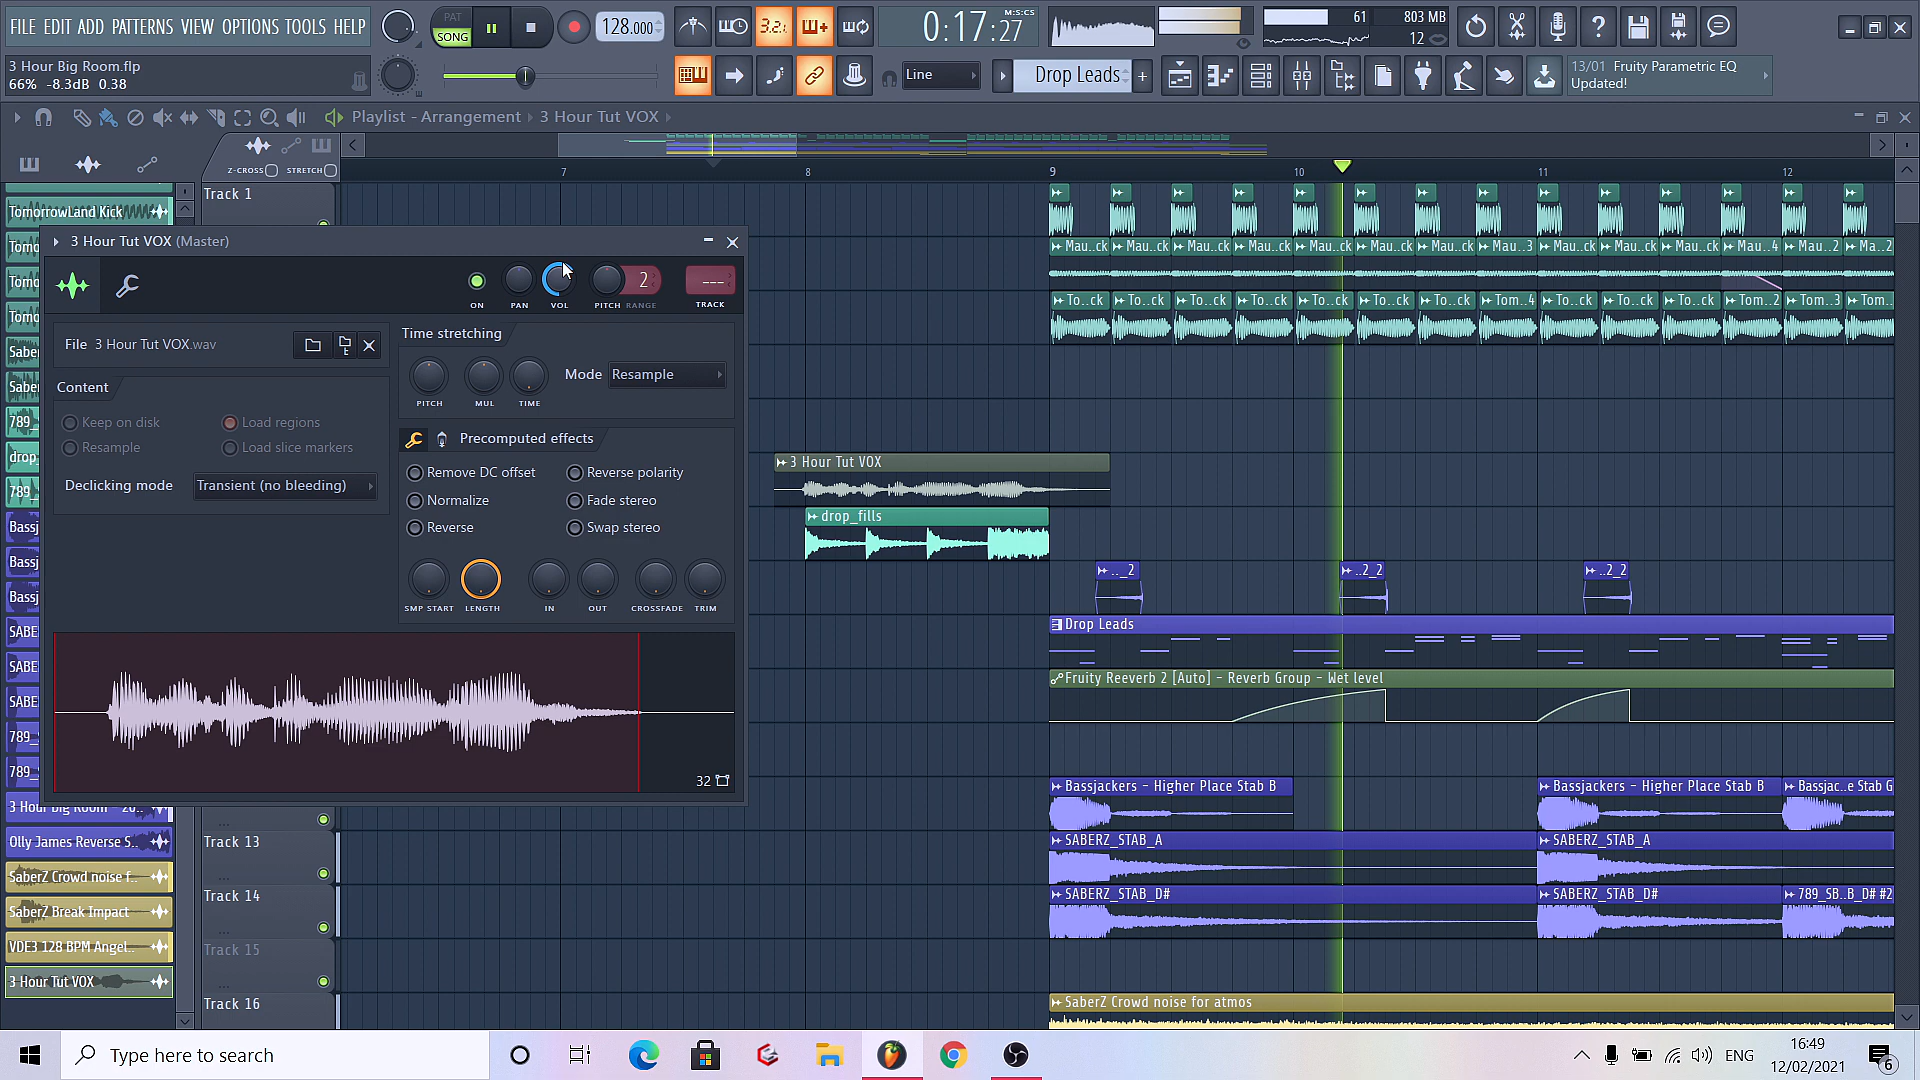 FILE EDIT ADD PATTERNS VIEW OPTIONS TOOLS HELP
PAT
SONG
128.000
3.2.
0:17:27
M:S:CS
61
803 MB
12
3 Hour Big Room.flp
66% -8.3dB 0.38
Line
Drop Leads
13/01 Fruity Parametric EQ
Updated!
Playlist - Arrangement
3 Hour Tut VOX
Z-CROSS
STRETCH
7
8
9
10
11
12
Track 1
TomorrowLand Kick
3 Hour Tut VOX (Master)
ON
PAN
VOL
PITCH
RANGE
2
---
TRACK
File 3 Hour Tut VOX.wav
Content
Keep on disk
Load regions
Resample
Load slice markers
Declicking mode
Transient (no bleeding)
Time stretching
PITCH
MUL
TIME
Mode
Resample
Precomputed effects
Remove DC offset
Reverse polarity
Normalize
Fade stereo
Reverse
Swap stereo
SMP START
LENGTH
IN
OUT
CROSSFADE
TRIM
32
Mau..ck Mau..ck Mau..ck Mau..ck Mau..ck Mau..ck Mau..ck Mau..3 Mau..ck Mau..ck Mau..ck Mau..4 Mau..2 Ma..2
To..ck To..ck To..ck To..ck To..ck To..ck To..ck Tom..4 To..ck To..ck To..ck Tom..2 Tom..3 Tom..
3 Hour Tut VOX
drop_fills
.._2
..2_2
..2_2
Drop Leads
Fruity Reeverb 2 [Auto] - Reverb Group - Wet level
Bassjackers - Higher Place Stab B
Bassjackers - Higher Place Stab B
Bassjac..e Stab G
SABERZ_STAB_A
SABERZ_STAB_A
SABERZ_STAB_D#
SABERZ_STAB_D#
789_SB..B_D# #2
SaberZ Crowd noise for atmos
Tomo
Tomo
Tomo
Saber
Saber
789_
drop_
789_
Bassj
Bassj
Bassj
SABE
SABE
SABE
789_
789_
Olly James Reverse S..
SaberZ Crowd noise f..
SaberZ Break Impact
VDE3 128 BPM Angel..
3 Hour Tut VOX
Track 13
Track 14
Track 15
Track 16
Type here to search
ENG
16:49
12/02/2021
6